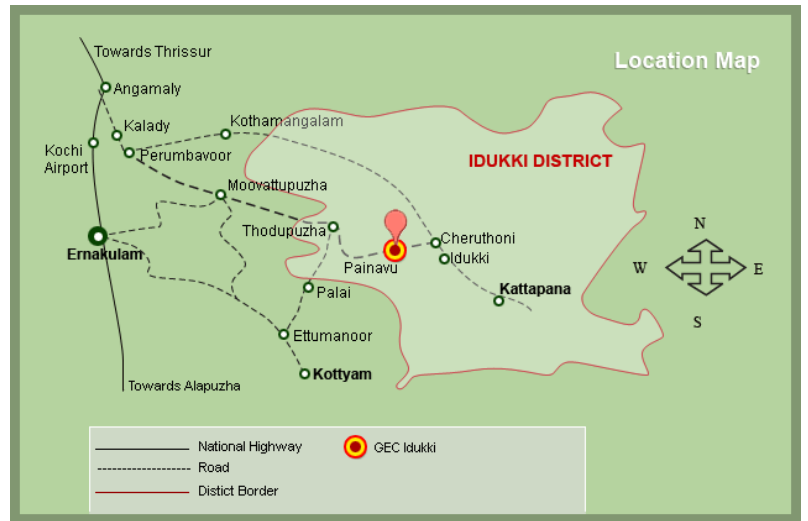 Towards Thrissur
Location Map
Angamaly
Kothamangalam
Kalady
Kochi
Airport
Perumbavoor
IDUKKI DISTRICT
Moovattupuzha
Thodupuzha
N
Cheruthoni
Ernakulam
Painavu
Idukki
W
E
Palai
Kattapana
S
Ettumanoor
Kottyam
Towards Alapuzha
National Highway
GEC Idukki
Road
Distict Border